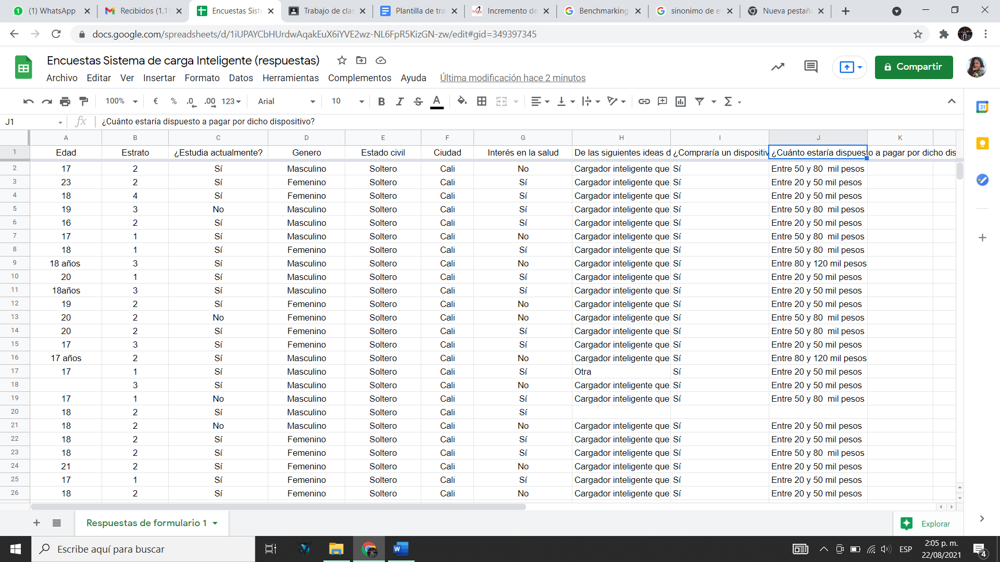 (1) WhatsApp
Recibidos (1.11
Encuestas Siste
Trabajo de clas
Plantilla de tra
Incremento de
Benchmarking
sinonimo de e
Nueva pestaña
docs.google.com/spreadsheets/d/1iUPAYCbHUrdwAqakEuX6iYVE2wz-NL6FpR5KizGN-zw/edit#gid=349397345
Encuestas Sistema de carga Inteligente (respuestas)
Compartir
Archivo Editar Ver Insertar Formato Datos Herramientas Complementos Ayuda Última modificación hace 2 minutos
100% € % .0 .00 123 Arial 10 B I S A Σ
31
J1 fx ¿Cuánto estaría dispuesto a pagar por dicho dispositivo?
A B C D E F G H I J K
1 Edad Estrato ¿Estudia actualmente? Genero Estado civil Ciudad Interés en la salud De las siguientes ideas d ¿Compraría un dispositiv ¿Cuánto estaría dispuesto a pagar por dicho dis
2 17 2 Sí Masculino Soltero Cali No Cargador inteligente que Sí Entre 50 y 80  mil pesos
3 23 2 Sí Femenino Soltero Cali Sí Cargador inteligente que Sí Entre 20 y 50 mil pesos
4 18 4 Sí Femenino Soltero Cali Sí Cargador inteligente que Sí Entre 20 y 50 mil pesos
5 19 3 No Masculino Soltero Cali Sí Cargador inteligente que Sí Entre 50 y 80  mil pesos
6 16 2 Sí Masculino Soltero Cali Sí Cargador inteligente que Sí Entre 20 y 50 mil pesos
7 17 1 Sí Masculino Soltero Cali No Cargador inteligente que Sí Entre 50 y 80  mil pesos
8 18 1 Sí Femenino Soltero Cali Sí Cargador inteligente que Sí Entre 50 y 80  mil pesos
9 18 años 3 Sí Masculino Soltero Cali No Cargador inteligente que Sí Entre 80 y 120 mil pesos
10 20 1 Sí Masculino Soltero Cali Sí Cargador inteligente que Sí Entre 20 y 50 mil pesos
11 18años 3 Sí Masculino Soltero Cali Sí Cargador inteligente que Sí Entre 20 y 50 mil pesos
12 19 2 Sí Femenino Soltero Cali No Cargador inteligente que Sí Entre 20 y 50 mil pesos
13 20 2 No Femenino Soltero Cali No Cargador inteligente que Sí Entre 50 y 80  mil pesos
14 20 2 Sí Femenino Soltero Cali Sí Cargador inteligente que Sí Entre 50 y 80  mil pesos
15 17 3 Sí Femenino Soltero Cali Sí Cargador inteligente que Sí Entre 20 y 50 mil pesos
16 17 años 2 Sí Masculino Soltero Cali No Cargador inteligente que Sí Entre 80 y 120 mil pesos
17 17 1 Sí Masculino Soltero Cali Sí Otra Sí Entre 20 y 50 mil pesos
18 3 Sí Masculino Soltero Cali No Cargador inteligente que Sí Entre 20 y 50 mil pesos
19 17 1 No Masculino Soltero Cali Sí Cargador inteligente que Sí Entre 50 y 80  mil pesos
20 18 2 Sí Masculino Soltero Cali Sí
21 18 2 No Masculino Soltero Cali No Cargador inteligente que Sí Entre 20 y 50 mil pesos
22 18 2 Sí Femenino Soltero Cali Sí Cargador inteligente que Sí Entre 20 y 50 mil pesos
23 18 2 Sí Femenino Soltero Cali Sí Cargador inteligente que Sí Entre 50 y 80  mil pesos
24 21 2 Sí Femenino Soltero Cali No Cargador inteligente que Sí Entre 20 y 50 mil pesos
25 17 1 Sí Femenino Soltero Cali Sí Cargador inteligente que Sí Entre 20 y 50 mil pesos
26 18 2 Sí Femenino Soltero Cali No Cargador inteligente que Sí Entre 20 y 50 mil pesos
Respuestas de formulario 1
Explorar
Escribe aquí para buscar
W
ESP
2:05 p. m.
22/08/2021
4